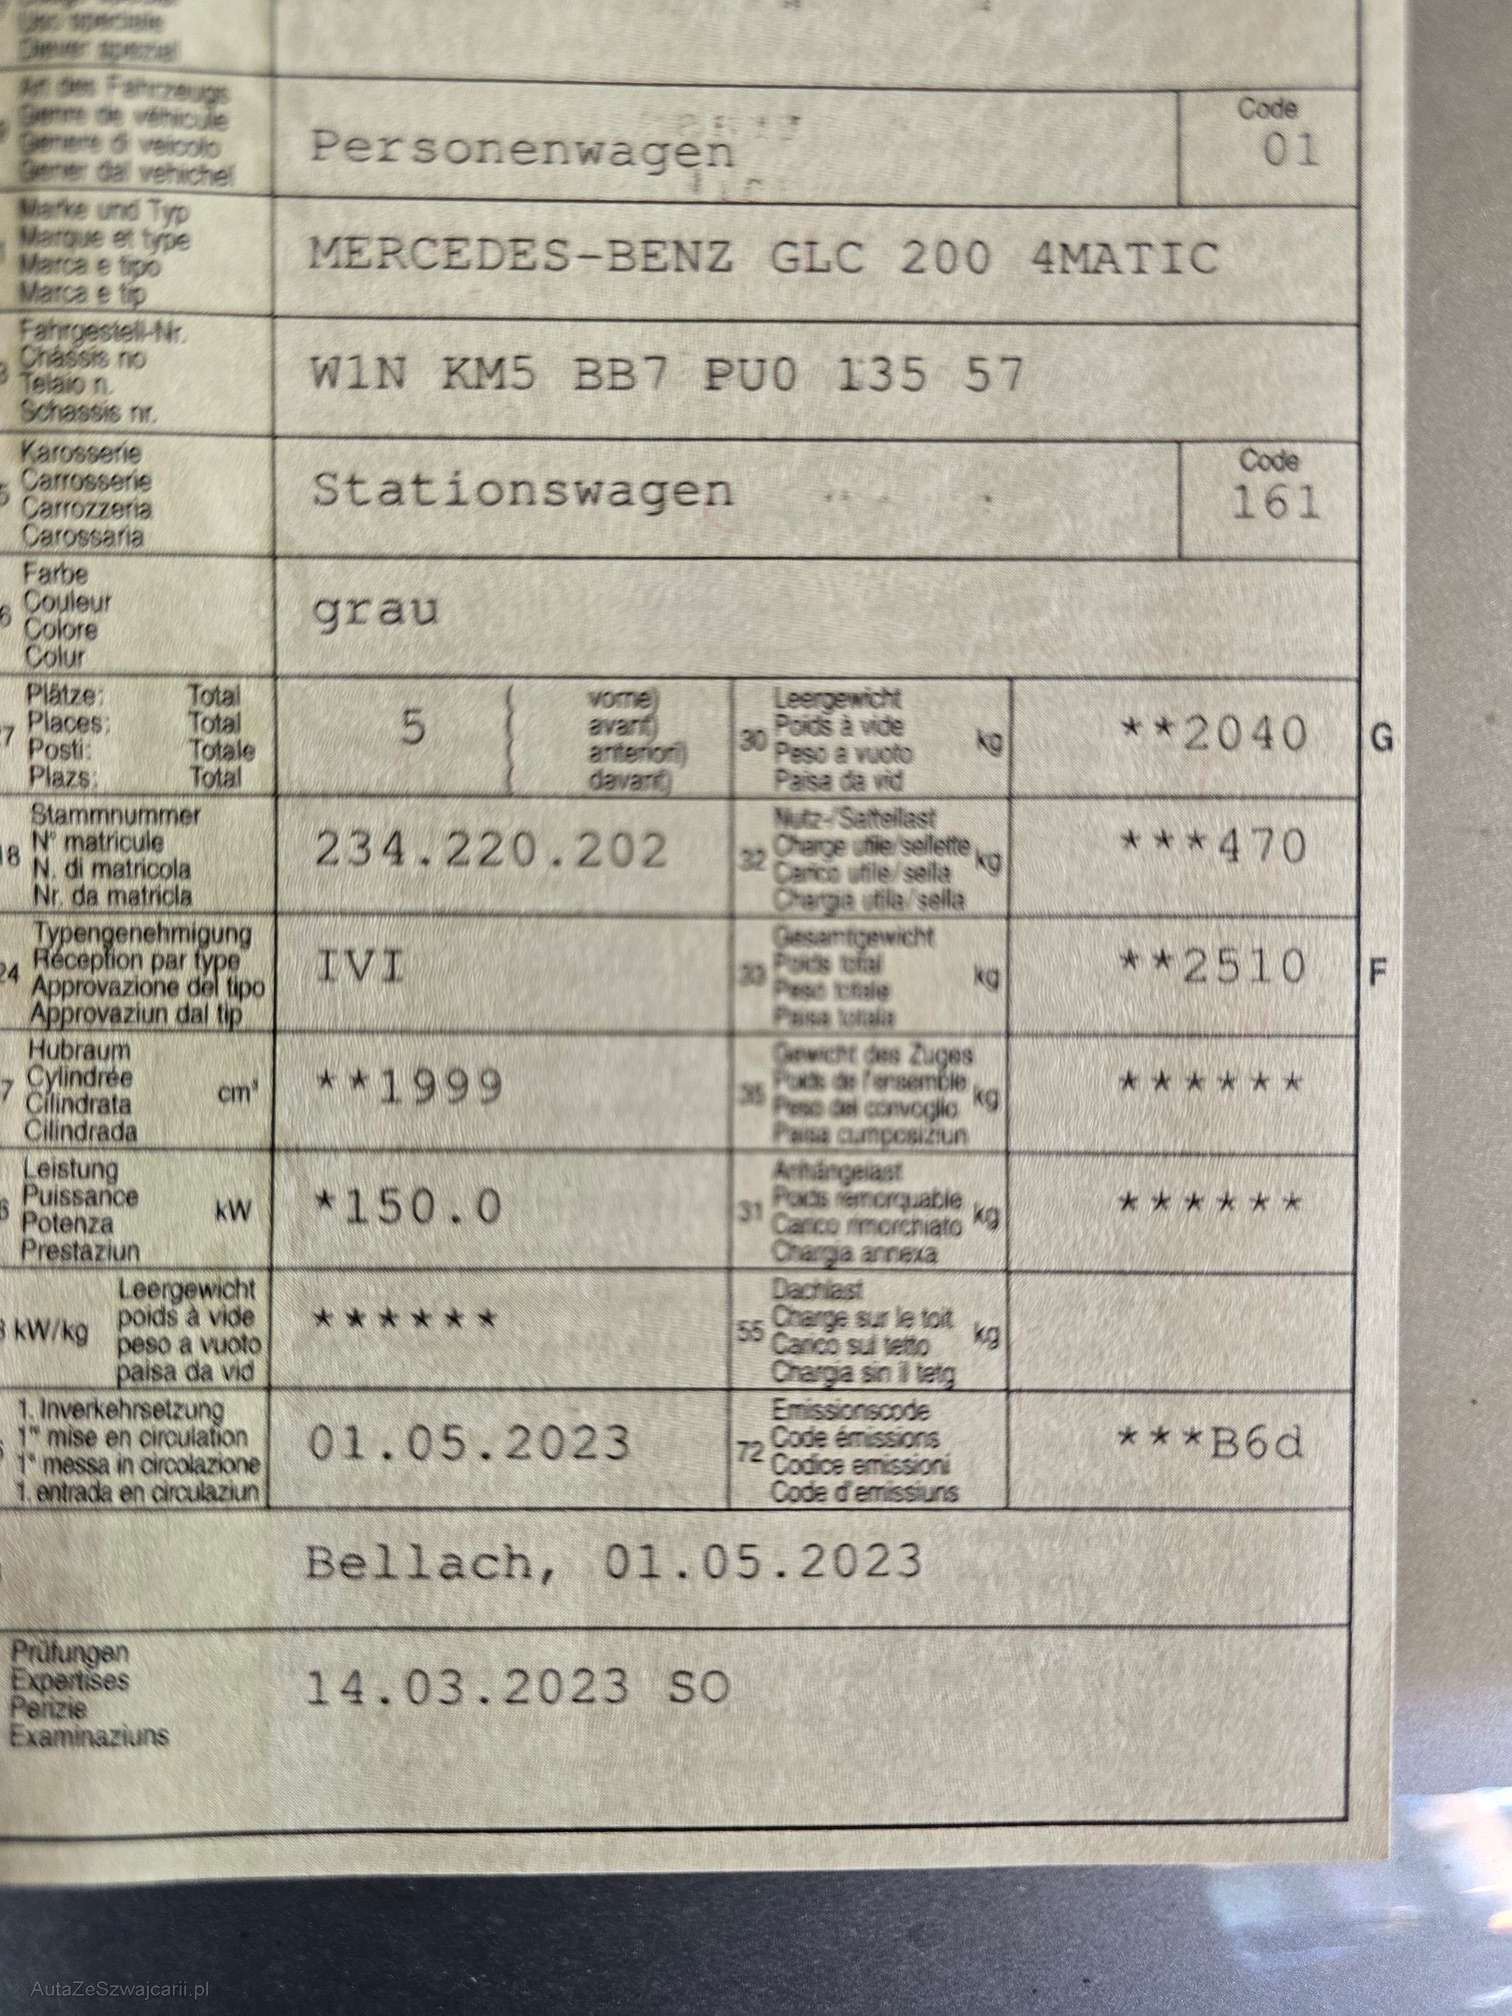 Uso speciale
Diever spezial
Art des Fahrzeugs
Genre de véhicule
Genere di veicolo
Gener dal vehichel
Personenwagen
Code
01
Marke und Typ
Marque et type
Marca e tipo
Marca e tip
MERCEDES-BENZ GLC 200 4MATIC
Fahrgestell-Nr.
Châssis no
Telaio n.
Schassis nr.
W1N KM5 BB7 PU0 135 57
Karosserie
Carrosserie
Carrozzeria
Carossaria
Stationswagen
Code
161
Farbe
Couleur
Colore
Colur
grau
Plätze: Total
Places: Total
Posti: Totale
Plazs: Total
5
( vorne)
( avant)
( anteriori)
( davant)
30 Leergewicht
Poids à vide
Peso a vuoto
Paisa da vid
kg
**2040
G
18 Stammnummer
N° matricule
N. di matricola
Nr. da matricla
234.220.202
32 Nutz-/Sattellast
Charge utile/sellette
Carico utile/sella
Chargia utila/sella
kg
***470
24 Typengenehmigung
Réception par type
Approvazione del tipo
Approvaziun dal tip
IVI
33 Gesamtgewicht
Poids total
Peso totale
Paisa totala
kg
**2510
F
Hubraum
Cylindrée
Cilindrata
Cilindrada
cm³
**1999
35 Gewicht des Zuges
Poids de l'ensemble
Peso del convoglio
Paisa cumposiziun
kg
******
Leistung
Puissance
Potenza
Prestaziun
kW
*150.0
31 Anhängelast
Poids remorquable
Carico rimorchiato
Chargia annexa
kg
******
kW/kg
Leergewicht
poids à vide
peso a vuoto
paisa da vid
******
55 Dachlast
Charge sur le toit
Carico sul tetto
Chargia sin il tetg
kg
1. Inverkehrsetzung
1re mise en circulation
1a messa in circolazione
1. entrada en circulaziun
01.05.2023
72 Emissionscode
Code émissions
Codice emissioni
Code d'emissiuns
***B6d
Bellach, 01.05.2023
Prüfungen
Expertises
Perizie
Examinaziuns
14.03.2023 SO
AutaZeSzwajcarii.pl